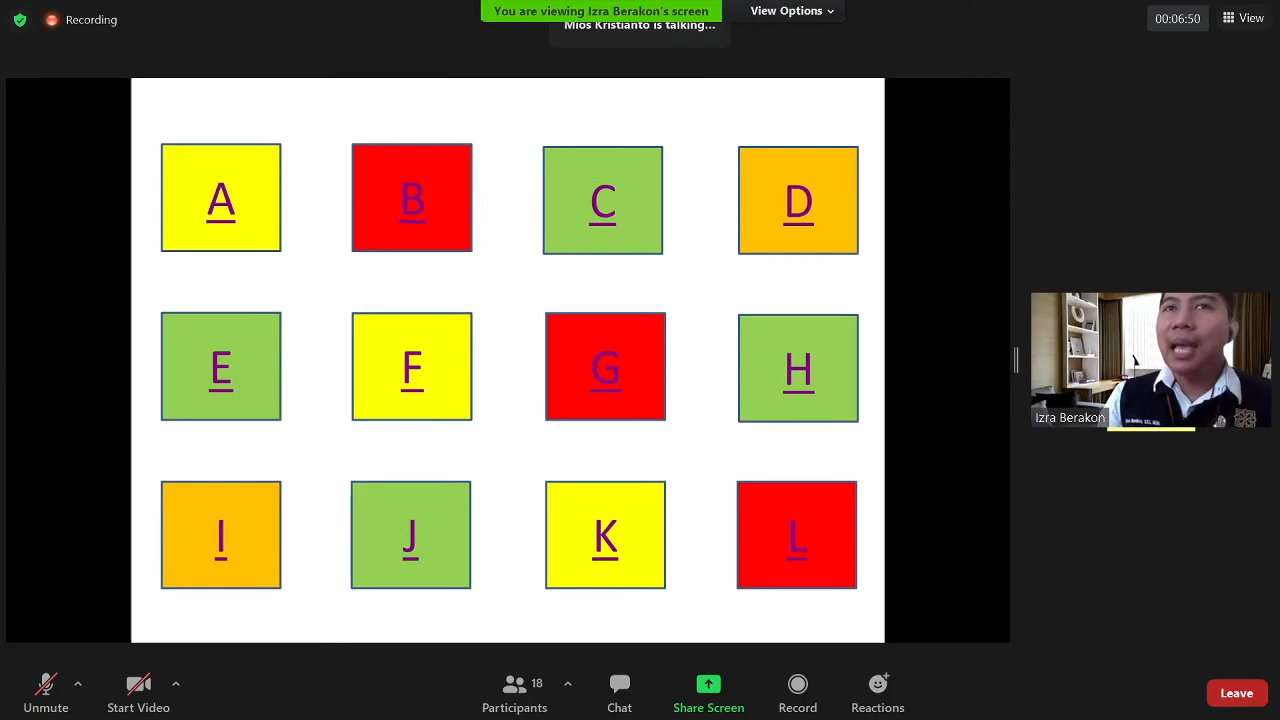 You are viewing Izra Berakon's screen
View Options
Recording
Mios Kristianto is talking...
00:06:50
View
A
B
C
D
E
F
G
H
I
J
K
L
Izra Berakon
Unmute
Start Video
18
Participants
Chat
Share Screen
Record
Reactions
Leave